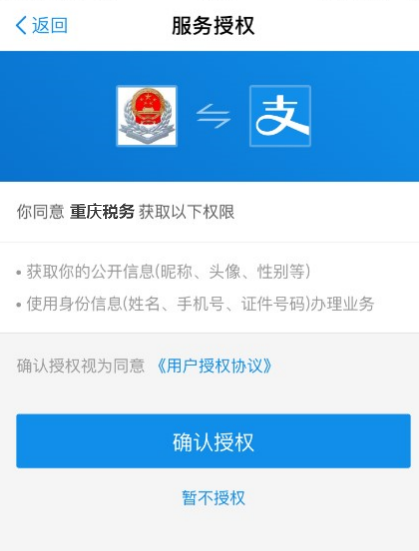 返回
服务授权
支
你同意 重庆税务 获取以下权限
• 获取你的公开信息(昵称、头像、性别等)
• 使用身份信息(姓名、手机号、证件号码)办理业务
确认授权视为同意 《用户授权协议》
确认授权
暂不授权